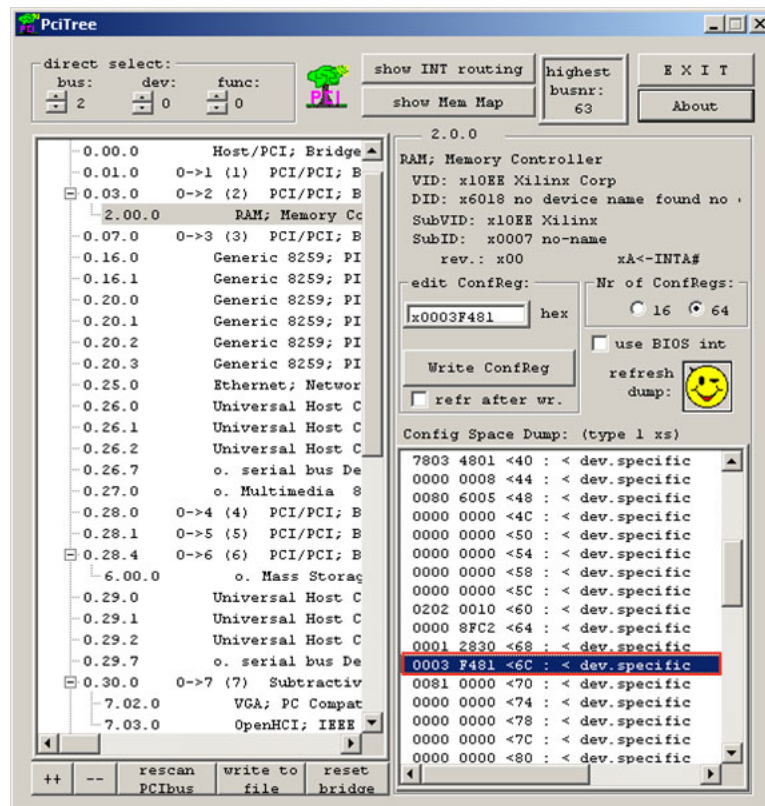 PciTree
direct select:
bus: dev: func:
2 0 0
PCI
show INT routing
show Mem Map
highest
busnr:
63
E X I T
About
0.00.0 Host/PCI; Bridge
0.01.0 0->1 (1) PCI/PCI; B
0.03.0 0->2 (2) PCI/PCI; B
2.00.0 RAM; Memory Co
0.07.0 0->3 (3) PCI/PCI; B
0.16.0 Generic 8259; PI
0.16.1 Generic 8259; PI
0.20.0 Generic 8259; PI
0.20.1 Generic 8259; PI
0.20.2 Generic 8259; PI
0.20.3 Generic 8259; PI
0.25.0 Ethernet; Networ
0.26.0 Universal Host C
0.26.1 Universal Host C
0.26.2 Universal Host C
0.26.7 o. serial bus De
0.27.0 o. Multimedia 8
0.28.0 0->4 (4) PCI/PCI; B
0.28.1 0->5 (5) PCI/PCI; B
0.28.4 0->6 (6) PCI/PCI; B
6.00.0 o. Mass Storag
0.29.0 Universal Host C
0.29.1 Universal Host C
0.29.2 Universal Host C
0.29.7 o. serial bus De
0.30.0 0->7 (7) Subtractiv
7.02.0 VGA; PC Compat
7.03.0 OpenHCI; IEEE
++ -- rescan PCIbus write to file reset bridge
2.0.0
RAM; Memory Controller
VID: x10EE Xilinx Corp
DID: x6018 no device name found no
SubVID: x10EE Xilinx
SubID: x0007 no-name
rev.: x00 xA<-INTA#
edit ConfReg:
x0003F481 hex
Write ConfReg
refr after wr.
Nr of ConfRegs:
16 64
use BIOS int
refresh
dump:
Config Space Dump: (type 1 xs)
7803 4801 <40 : < dev.specific
0000 0008 <44 : < dev.specific
0080 6005 <48 : < dev.specific
0000 0000 <4C : < dev.specific
0000 0000 <50 : < dev.specific
0000 0000 <54 : < dev.specific
0000 0000 <58 : < dev.specific
0000 0000 <5C : < dev.specific
0202 0010 <60 : < dev.specific
0000 8FC2 <64 : < dev.specific
0001 2830 <68 : < dev.specific
0003 F481 <6C : < dev.specific
0081 0000 <70 : < dev.specific
0000 0000 <74 : < dev.specific
0000 0000 <78 : < dev.specific
0000 0000 <7C : < dev.specific
0000 0000 <80 : < dev.specific